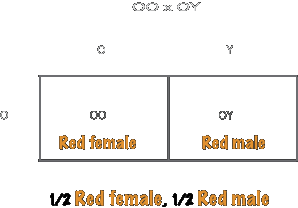 OO x OY
O Y
O OO OY
Red female Red male
1/2 Red female, 1/2 Red male